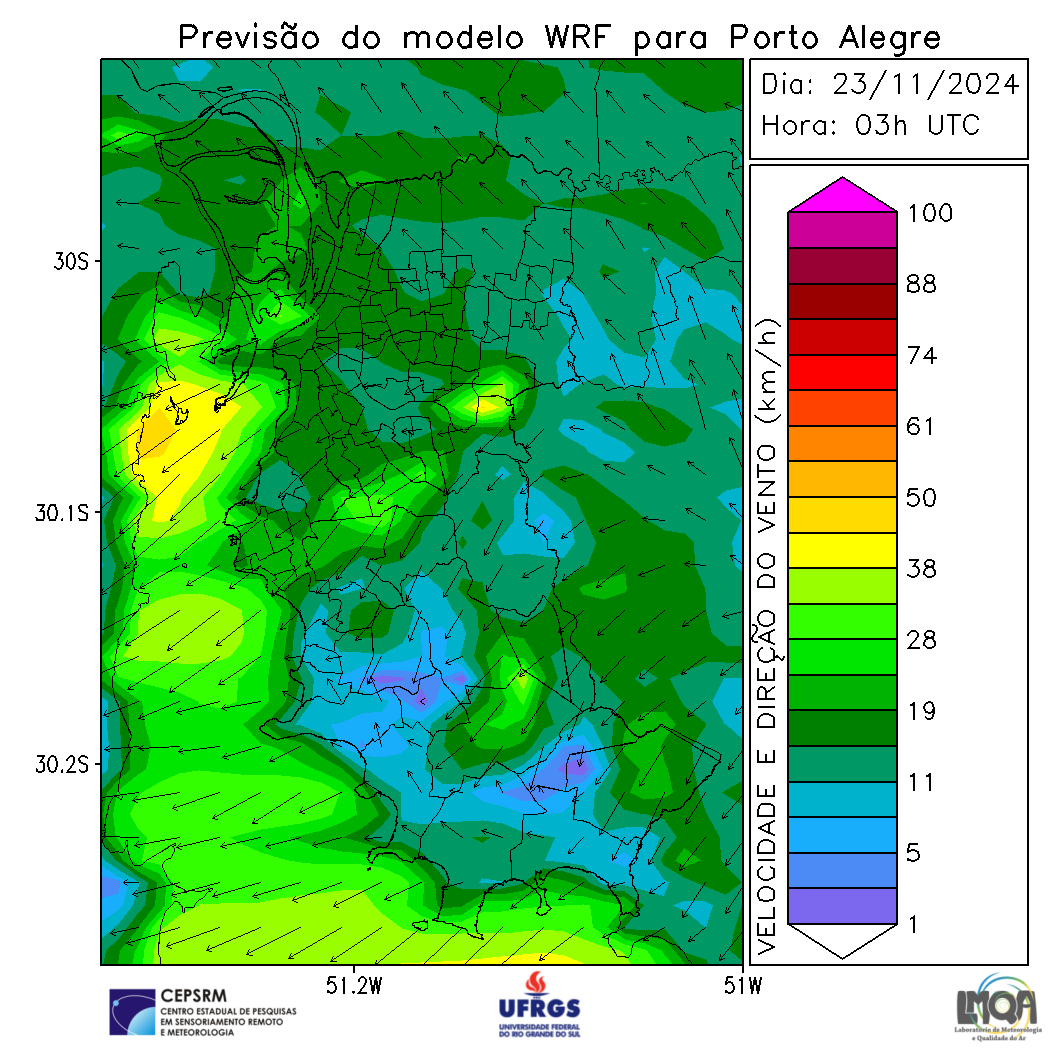 Previsão do modelo WRF para Porto Alegre
Dia: 23/11/2024
Hora: 03h UTC
30S
30.1S
30.2S
51.2W
51W
VELOCIDADE E DIREÇÃO DO VENTO (km/h)
100
88
74
61
50
38
28
19
11
5
1
CEPSRM
CENTRO ESTADUAL DE PESQUISAS
EM SENSORIAMENTO REMOTO
E METEOROLOGIA
UFRGS
UNIVERSIDADE FEDERAL
DO RIO GRANDE DO SUL
LMQA
Laboratório de Meteorologia
e Qualidade do Ar